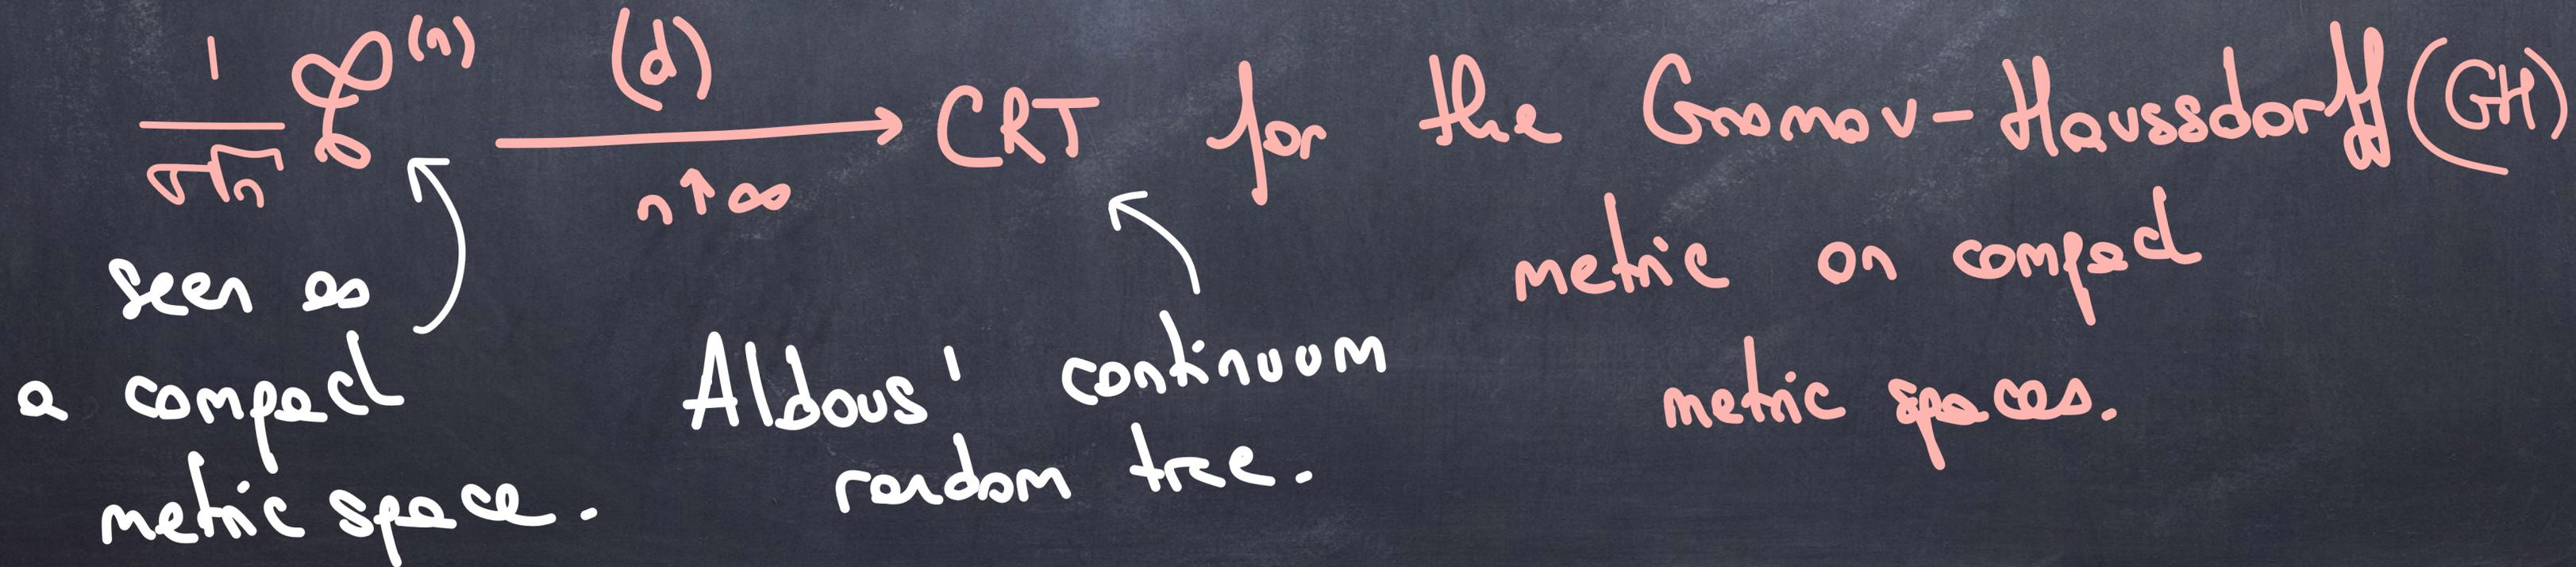 1/√n ^(n) (d) → n↑∞ CRT for the Gromov-Haussdorff (GH)
metric on compact
metric spaces.
seen as
a compact
metric space.
Aldous' continuum
random tree.